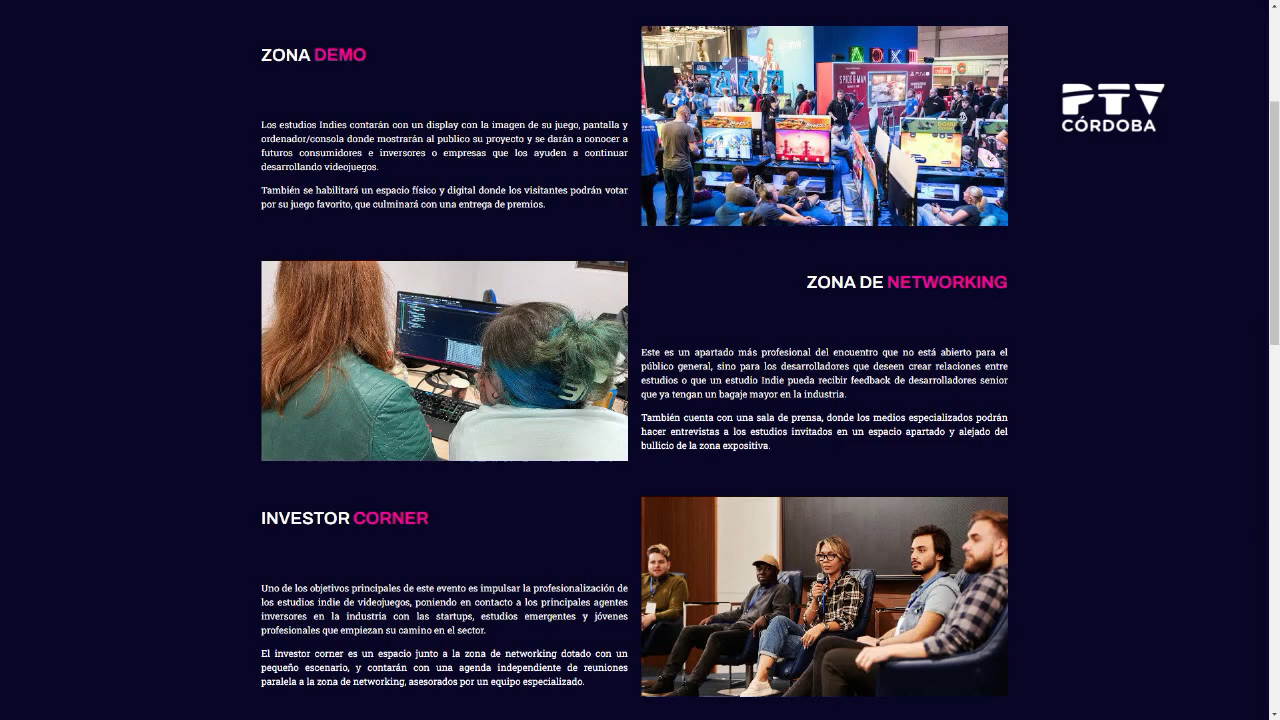 ZONA DEMO
Los estudios Indies contarán con un display con la imagen de su juego, pantalla y
ordenador/consola donde mostrarán al publico su proyecto y se darán a conocer a
futuros consumidores e inversores o empresas que los ayuden a continuar
desarrollando videojuegos.
También se habilitará un espacio físico y digital donde los visitantes podrán votar
por su juego favorito, que culminará con una entrega de premios.
SPIDER-MAN
PTV
CÓRDOBA
ZONA DE NETWORKING
Este es un apartado más profesional del encuentro que no está abierto para el
público general, sino para los desarrolladores que deseen crear relaciones entre
estudios o que un estudio Indie pueda recibir feedback de desarrolladores senior
que ya tengan un bagaje mayor en la industria.
También cuenta con una sala de prensa, donde los medios especializados podrán
hacer entrevistas a los estudios invitados en un espacio apartado y alejado del
bullicio de la zona expositiva.
INVESTOR CORNER
Uno de los objetivos principales de este evento es impulsar la profesionalización de
los estudios indie de videojuegos, poniendo en contacto a los principales agentes
inversores en la industria con las startups, estudios emergentes y jóvenes
profesionales que empiezan su camino en el sector.
El investor corner es un espacio junto a la zona de networking dotado con un
pequeño escenario, y contarán con una agenda independiente de reuniones
paralela a la zona de networking, asesorados por un equipo especializado.